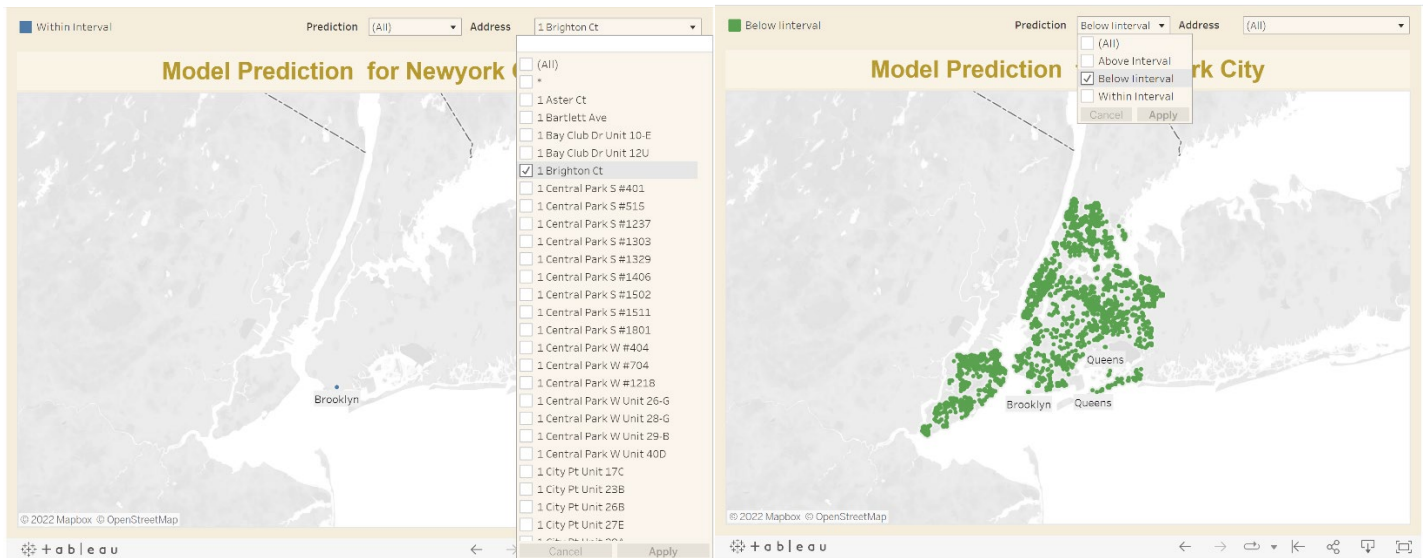 Within Interval
Prediction (All) Address 1 Brighton Ct
Model Prediction for Newyork
(All)
*
1 Aster Ct
1 Bartlett Ave
1 Bay Club Dr Unit 10-E
1 Bay Club Dr Unit 12U
1 Brighton Ct
1 Central Park S #401
1 Central Park S #515
1 Central Park S #1237
1 Central Park S #1303
1 Central Park S #1329
1 Central Park S #1406
1 Central Park S #1502
1 Central Park S #1511
1 Central Park S #1801
1 Central Park W #404
1 Central Park W #704
1 Central Park W #1218
1 Central Park W Unit 26-G
1 Central Park W Unit 28-G
1 Central Park W Unit 29-B
1 Central Park W Unit 40D
1 City Pt Unit 17C
1 City Pt Unit 23B
1 City Pt Unit 26B
1 City Pt Unit 27E
Cancel Apply
Brooklyn
© 2022 Mapbox © OpenStreetMap
+ableau
Below Iinterval
Prediction Below Iinterval Address (All)
(All)
Above Interval
Below Iinterval
Within Interval
Cancel Apply
Model Prediction rk City
Queens
Brooklyn Queens
© 2022 Mapbox © OpenStreetMap
+ableau